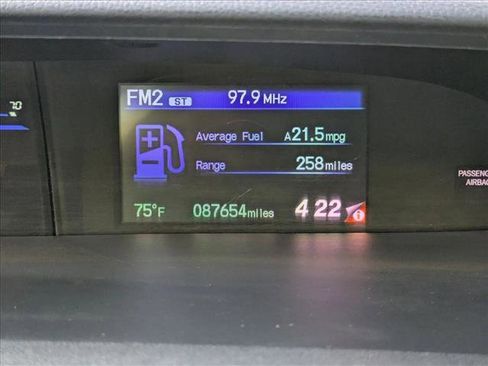 FM2 ST 97.9 MHz
70
Average Fuel A21.5 mpg
Range 258 miles
PASSENG
AIRBAG
75°F 087654 miles 4 22 i